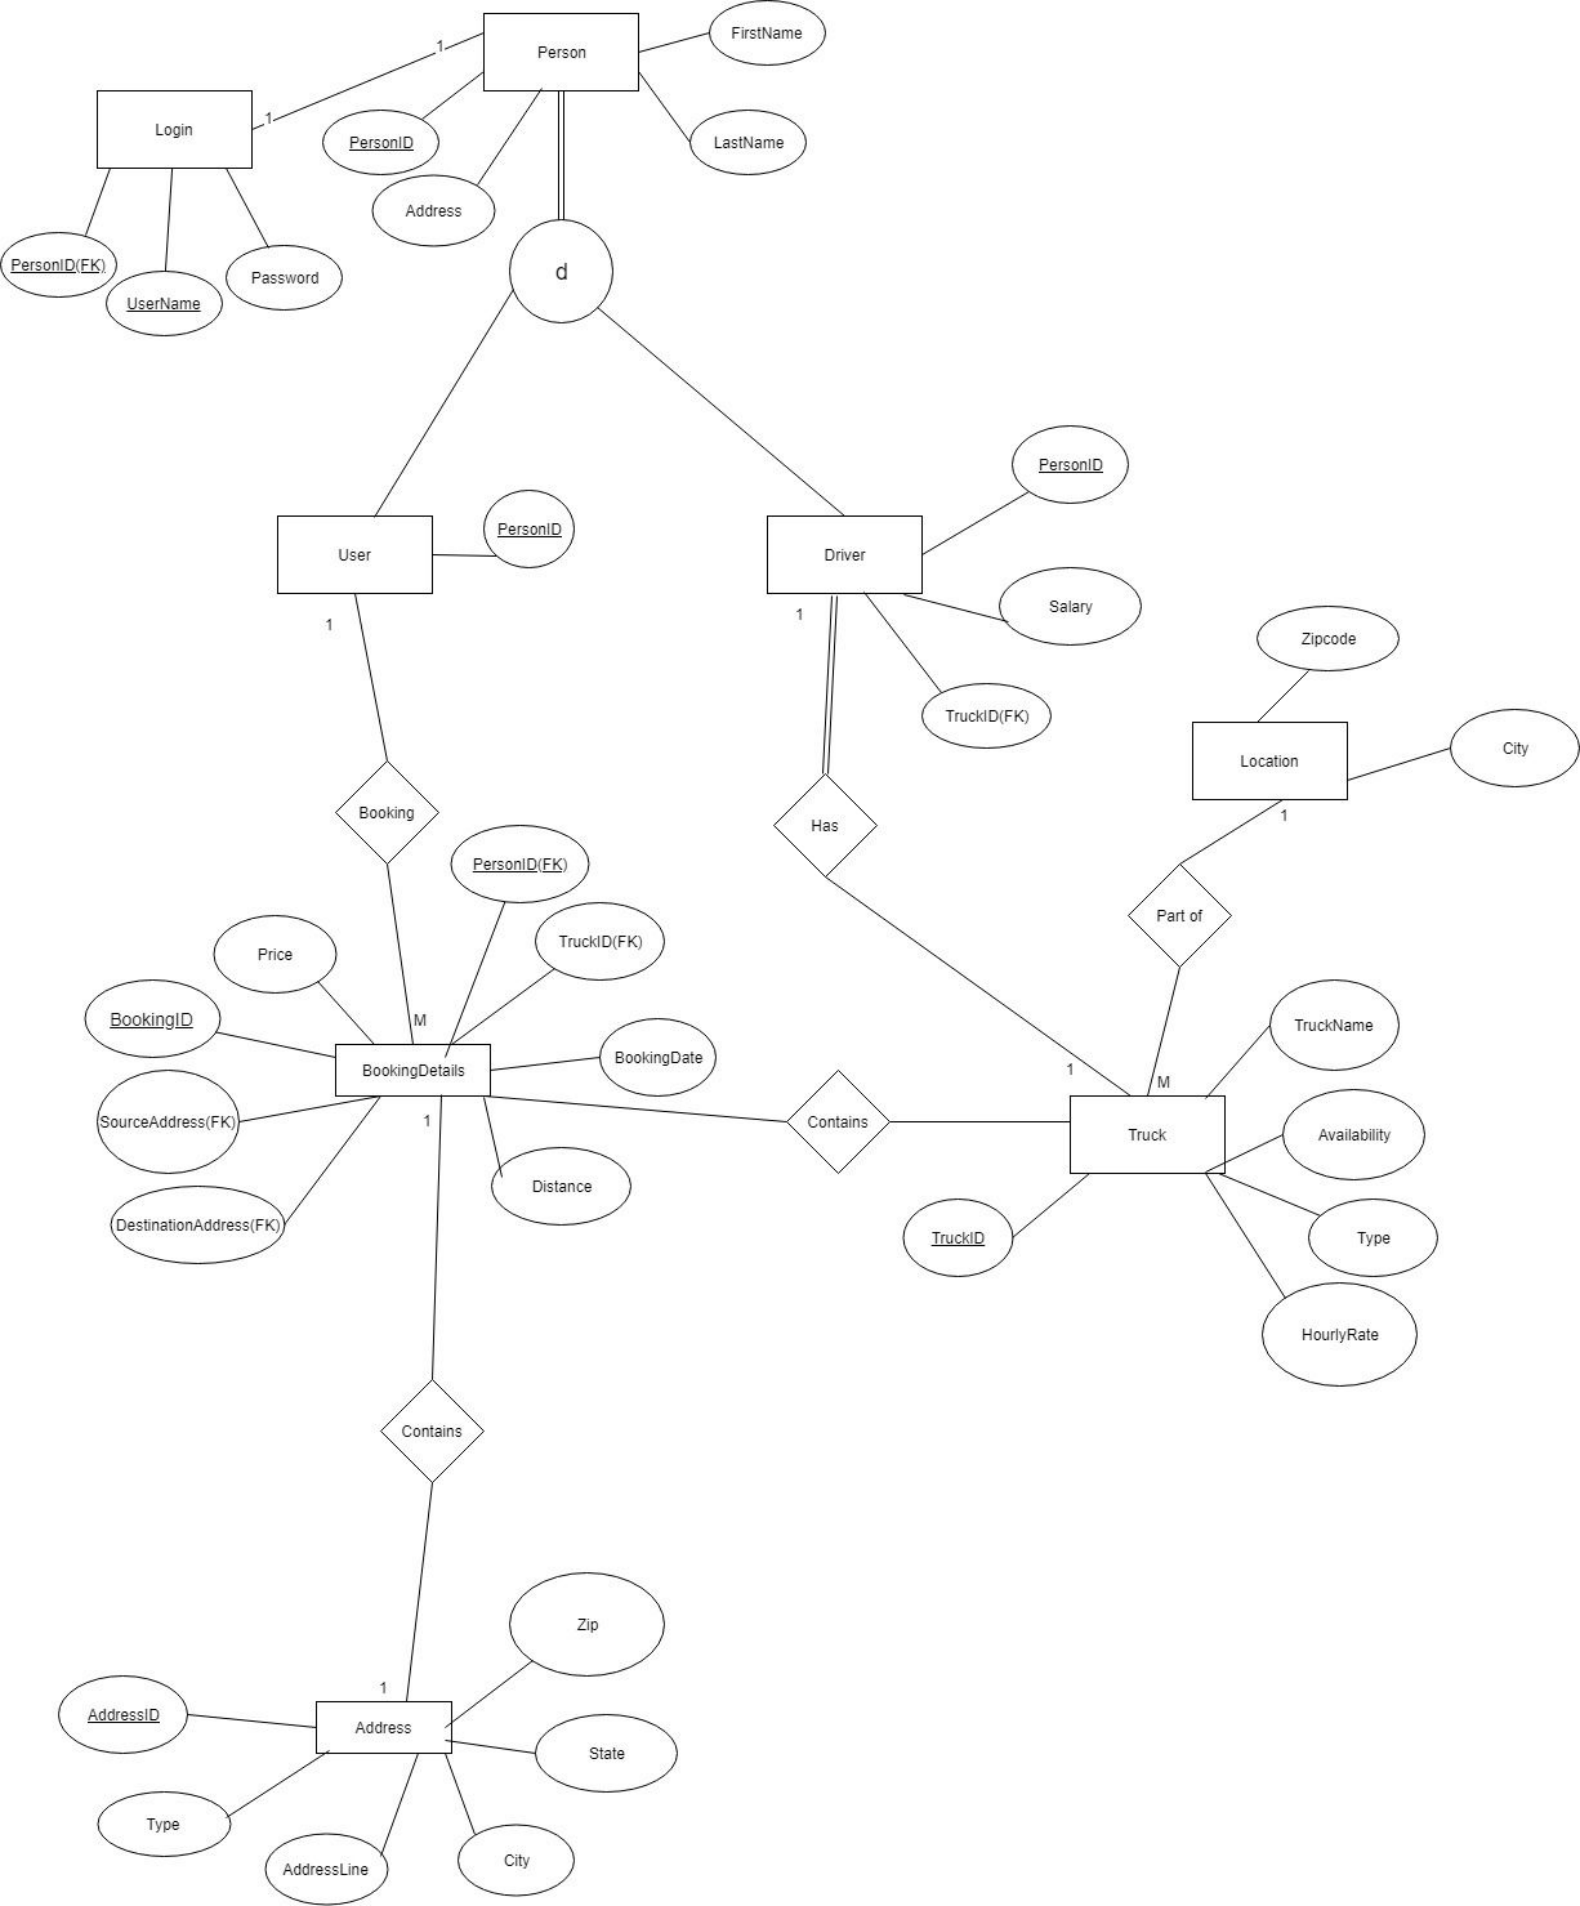 FirstName
1
Person
Login
1
PersonID
LastName
Address
PersonID(FK)
UserName
Password
d
PersonID
User
PersonID
Driver
Salary
1
1
Zipcode
TruckID(FK)
Location
City
Booking
Has
1
PersonID(FK)
Part of
TruckID(FK)
Price
BookingID
M
TruckName
BookingDate
BookingDetails
1
M
SourceAddress(FK)
1
Contains
Truck
Availability
Distance
DestinationAddress(FK)
TruckID
Type
HourlyRate
Contains
Zip
1
AddressID
Address
State
Type
AddressLine
City